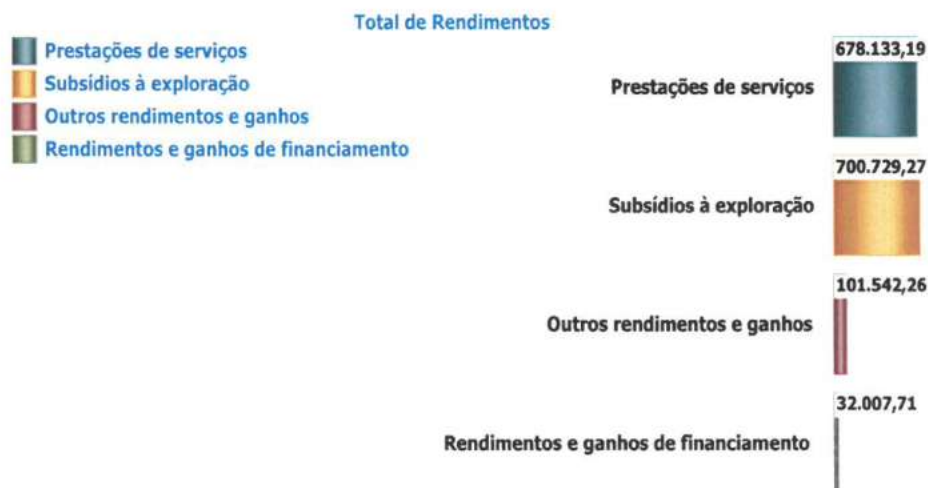 Total de Rendimentos
Prestações de serviços
Subsídios à exploração
Outros rendimentos e ganhos
Rendimentos e ganhos de financiamento
678.133,19
Prestações de serviços
700.729,27
Subsídios à exploração
101.542,26
Outros rendimentos e ganhos
32.007,71
Rendimentos e ganhos de financiamento